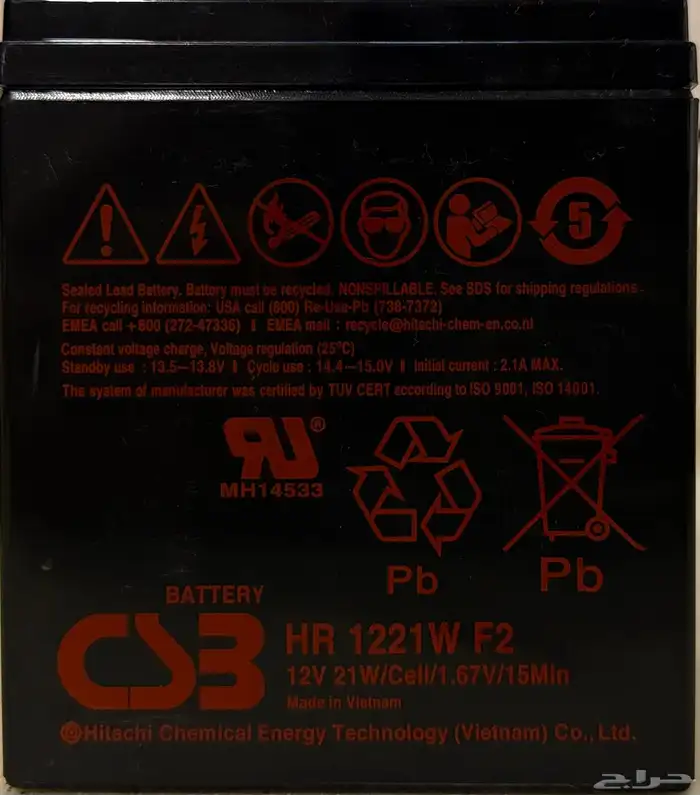 5
Sealed Lead Battery. Battery must be recycled. NONSPILLABLE. See SDS for shipping regulations.
For recycling information: USA call (800) Re-Use-Pb (738-7372)
EMEA call +800 (272-47336) ❙ EMEA mail : recycle@hitachi-chem-en.co.nl
Constant voltage charge, Voltage regulation (25°C)
Standby use : 13.5–13.8V ❙ Cycle use : 14.4–15.0V ❙ Initial current : 2.1A MAX.
The system of manufacturer was certified by TUV CERT according to ISO 9001, ISO 14001.
RU®
MH14533
Pb
Pb
BATTERY
CSB
HR 1221W F2
12V 21W/Cell/1.67V/15Min
Made in Vietnam
@Hitachi Chemical Energy Technology (Vietnam) Co., Ltd.
حراج